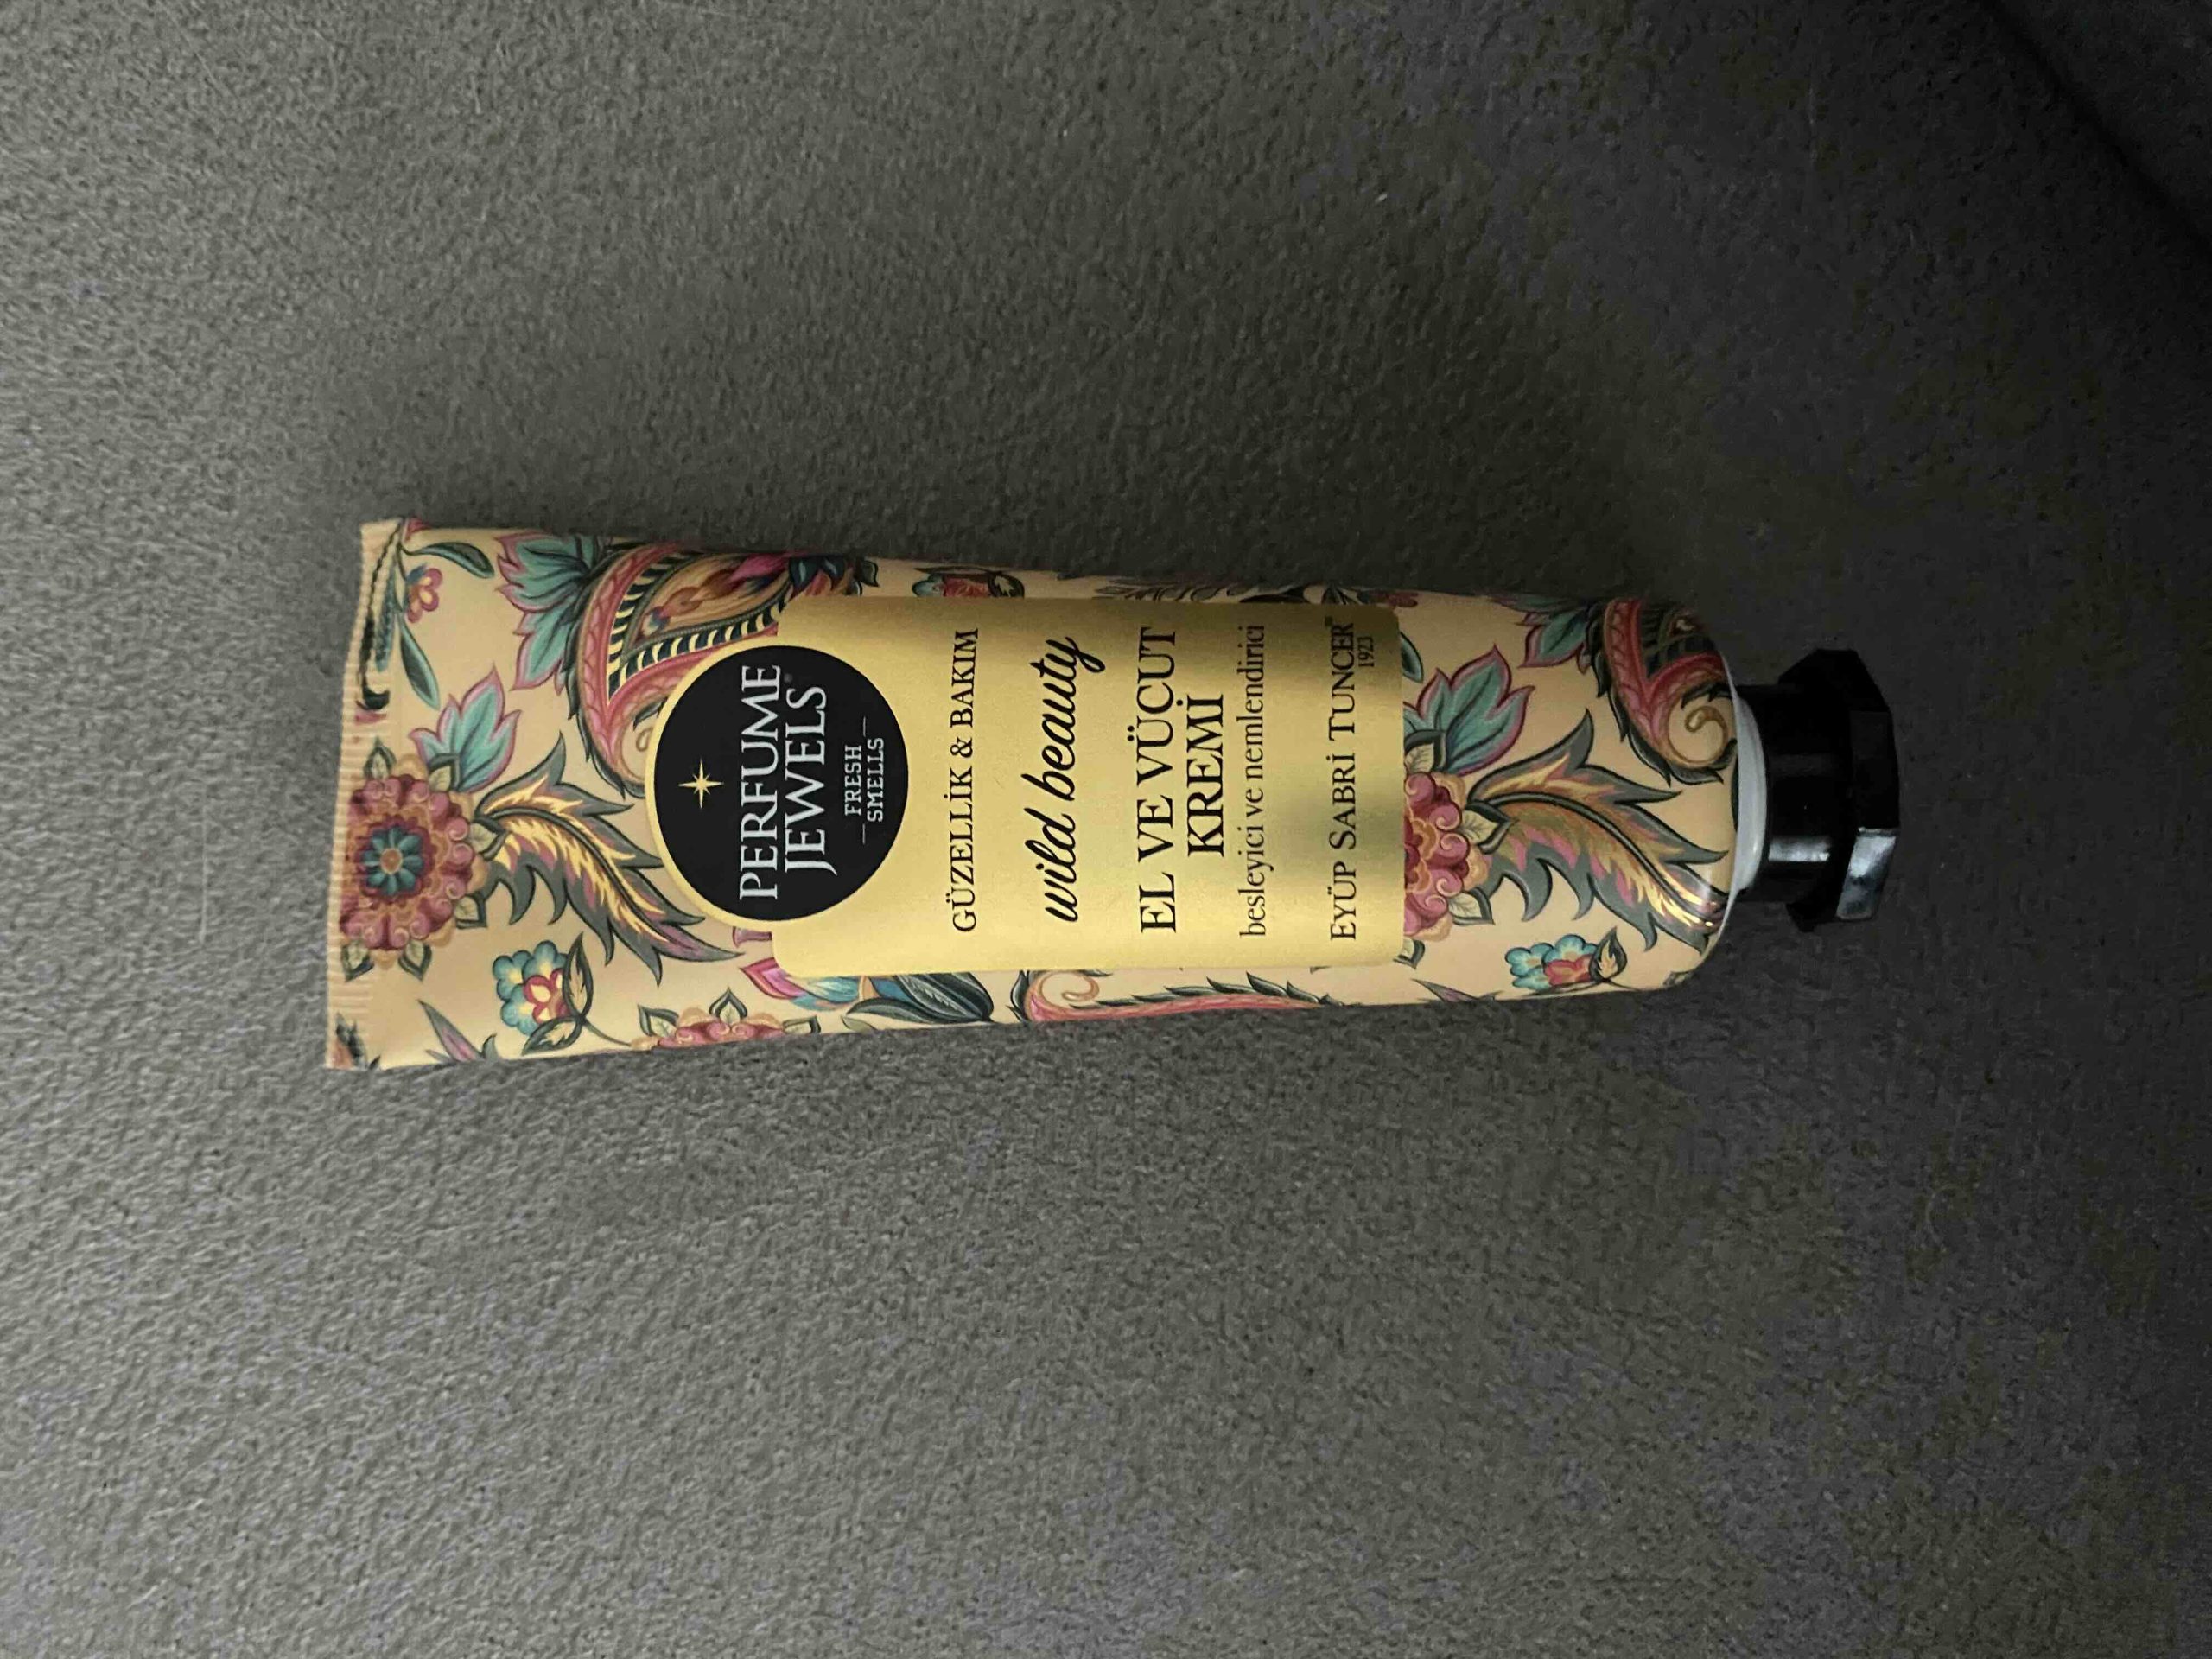 PERFUME
JEWELS®
FRESH
SMELLS
GÜZELLİK & BAKIM
wild beauty
EL VE VÜCUT
KREMİ
besleyici ve nemlendirici
EYÜP SABRİ TUNCER
1923